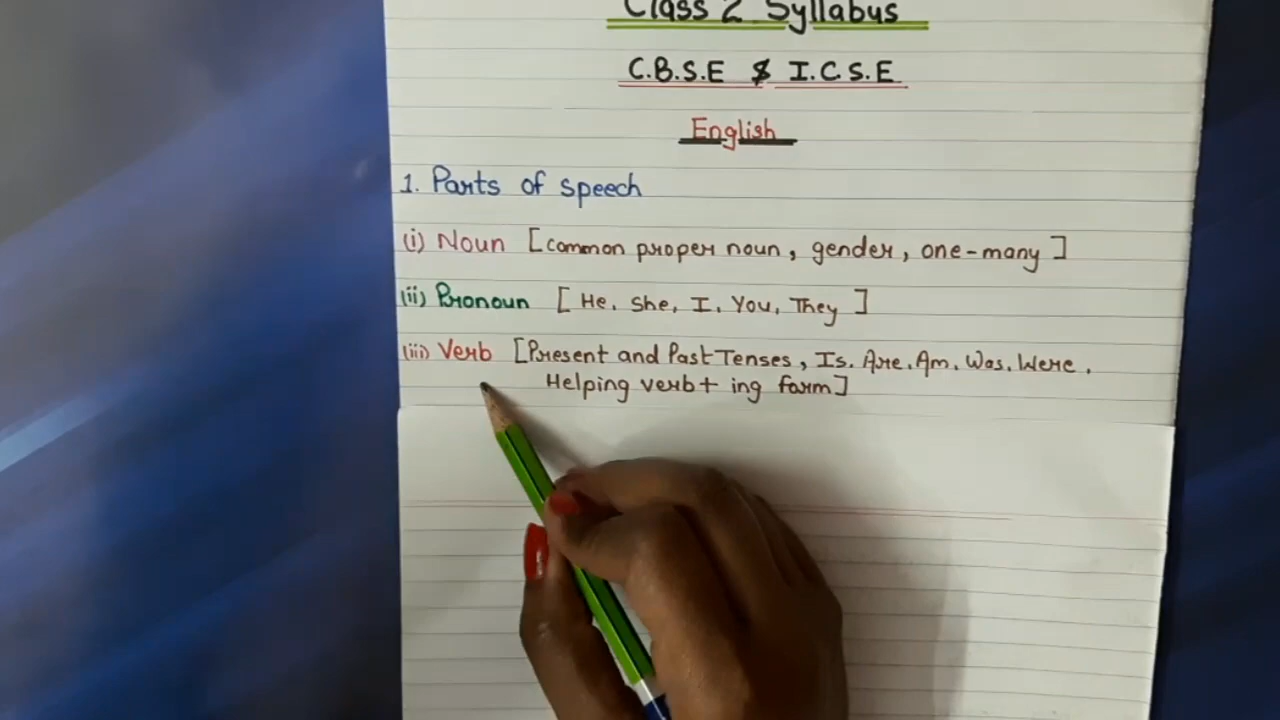 Class 2 Syllabus
C.B.S.E & I.C.S.E
English
1. Parts of speech
(i) Noun [common proper noun, gender, one-many]
(ii) Pronoun [He, She, I, You, They]
(iii) Verb [Present and Past Tenses, Is, Are, Am, Was, Were,
Helping verb+ ing form]